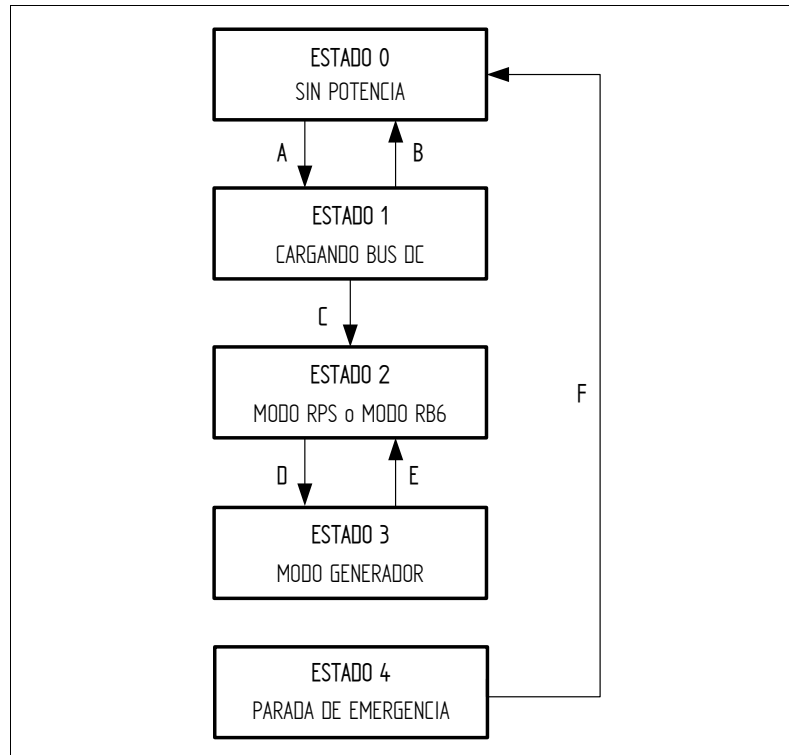 ESTADO 0
SIN POTENCIA
A
B
ESTADO 1
CARGANDO BUS DC
C
ESTADO 2
MODO RPS o MODO RB6
F
D
E
ESTADO 3
MODO GENERADOR
ESTADO 4
PARADA DE EMERGENCIA